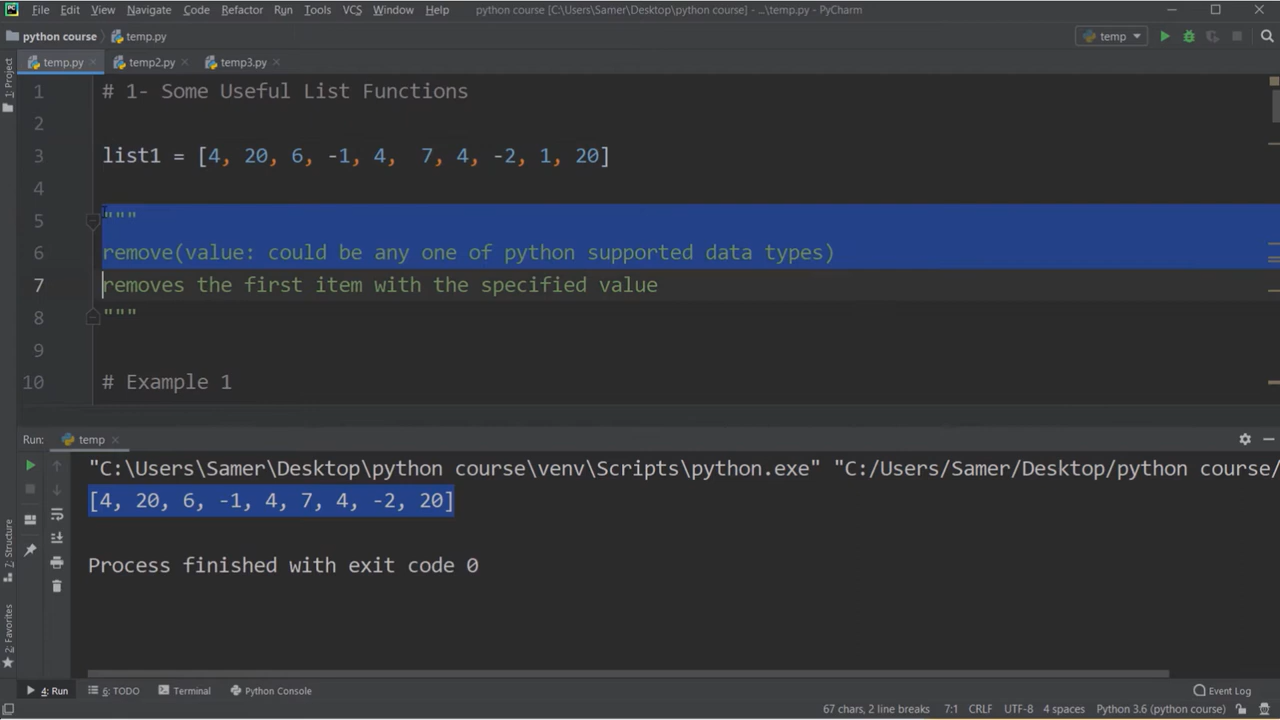 File Edit View Navigate Code Refactor Run Tools VCS Window Help python course [C:\Users\Samer\Desktop\python course] - ...\temp.py - PyCharm
python course temp.py temp
temp.py temp2.py temp3.py
1: Project
1 # 1- Some Useful List Functions
2
3 list1 = [4, 20, 6, -1, 4,  7, 4, -2, 1, 20]
4
5 """
6 remove(value: could be any one of python supported data types)
7 removes the first item with the specified value
8 """
9
10 # Example 1
Run: temp
"C:\Users\Samer\Desktop\python course\venv\Scripts\python.exe" "C:/Users/Samer/Desktop/python course/
[4, 20, 6, -1, 4, 7, 4, -2, 20]
Process finished with exit code 0
7: Structure
2: Favorites
4: Run 6: TODO Terminal Python Console Event Log
67 chars, 2 line breaks 7:1 CRLF UTF-8 4 spaces Python 3.6 (python course)